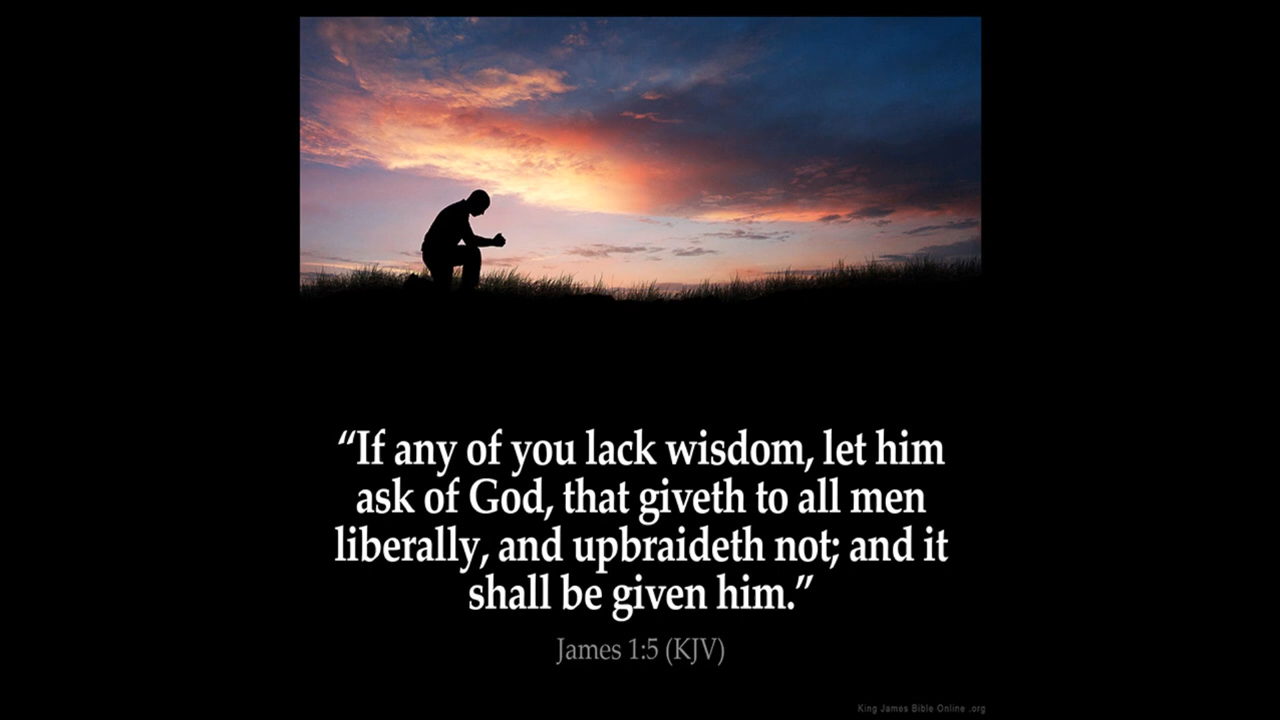 “If any of you lack wisdom, let him
ask of God, that giveth to all men
liberally, and upbraideth not; and it
shall be given him.”
James 1:5 (KJV)
King James Bible Online .org